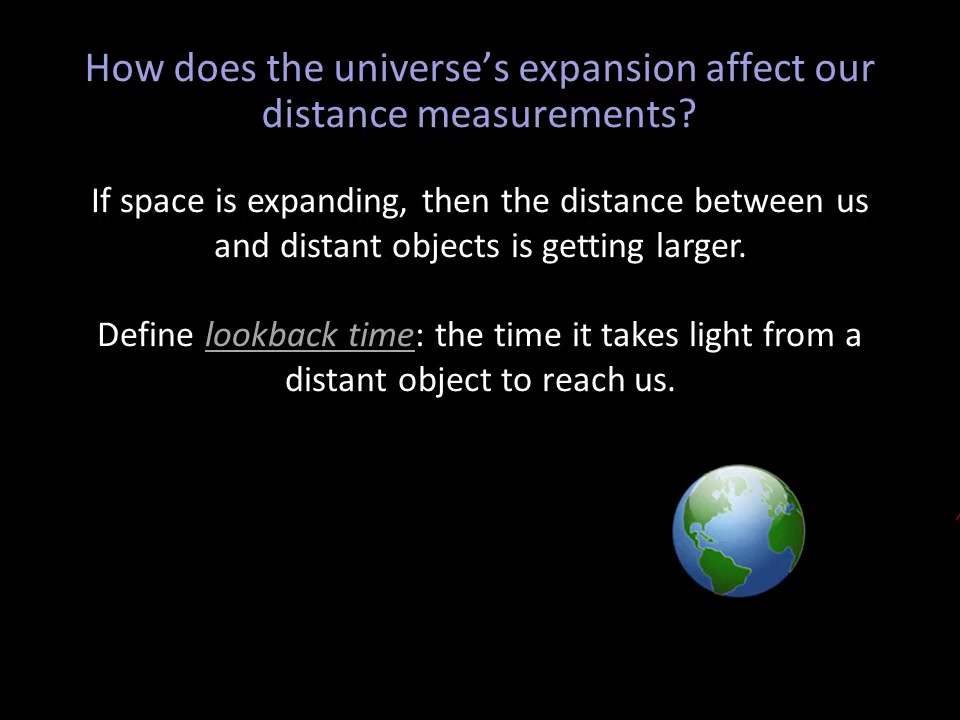 How does the universe’s expansion affect our
distance measurements?
If space is expanding, then the distance between us
and distant objects is getting larger.
Define lookback time: the time it takes light from a
distant object to reach us.